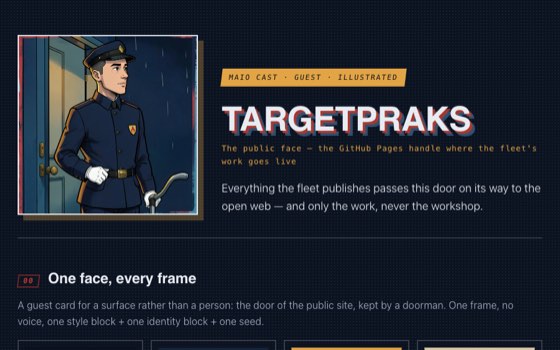 MAIO CAST · GUEST · ILLUSTRATED
TARGETPRAKS
The public face — the GitHub Pages handle where the fleet's
work goes live
Everything the fleet publishes passes this door on its way to the
open web — and only the work, never the workshop.
00 One face, every frame
A guest card for a surface rather than a person: the door of the public site, kept by a doorman. One frame, no
voice, one style block + one identity block + one seed.